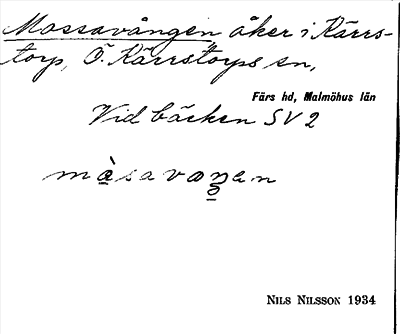 Mossavången åker i Kärrs-
torp, Ö. Kärrstorps sn,
Färs hd, Malmöhus län
Vid bäcken SV 2
NILS NILSSON 1934